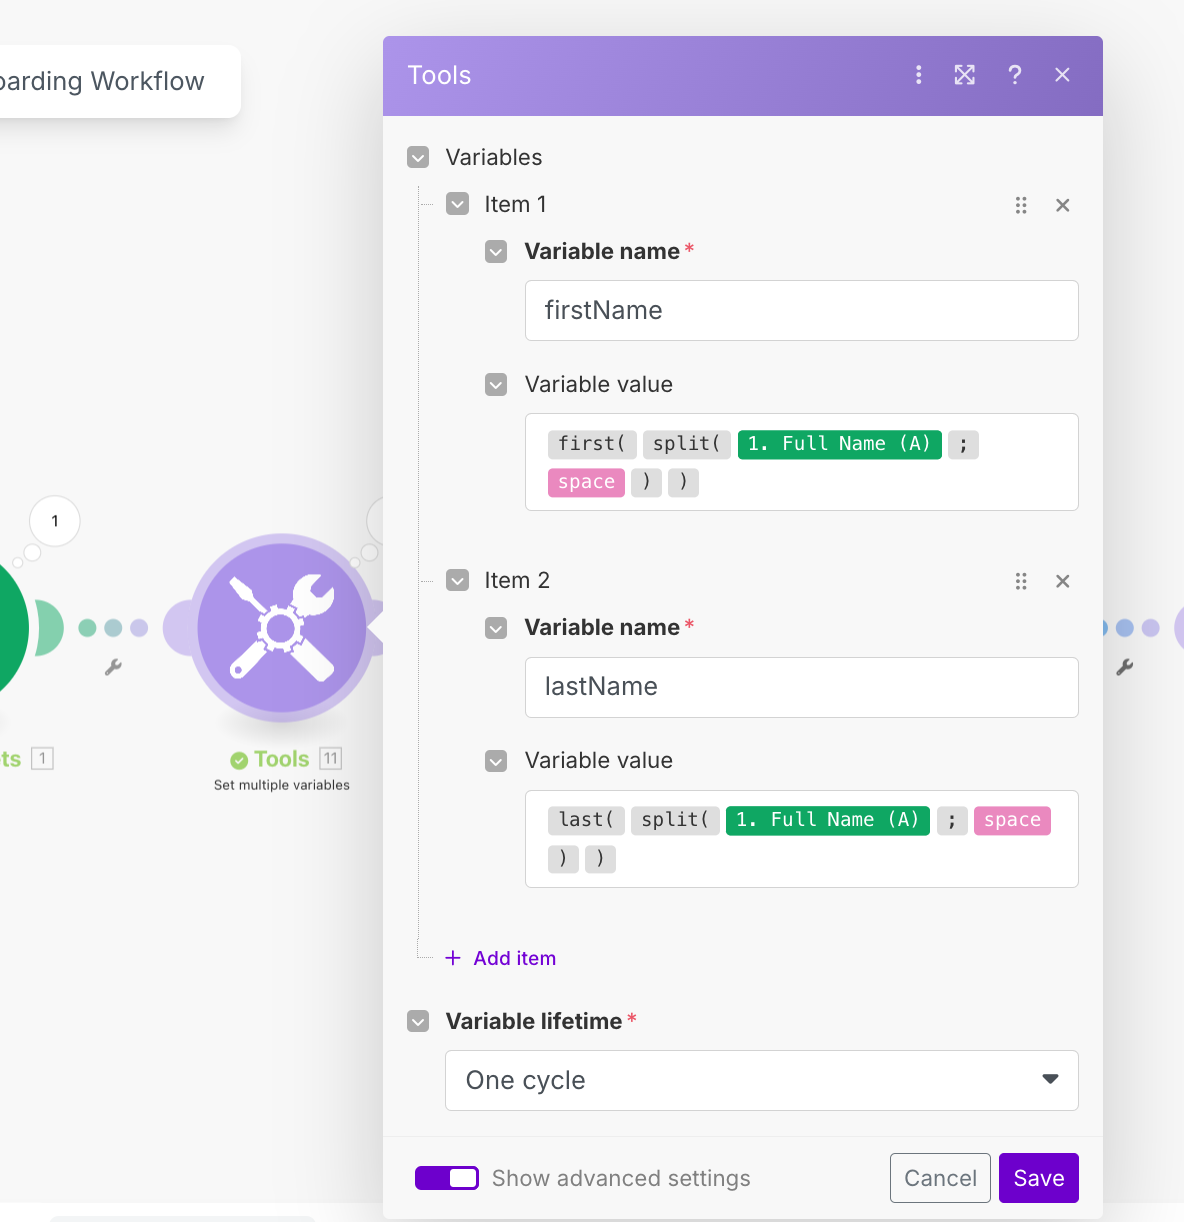 oarding Workflow
Tools
?
Variables
Item 1
Variable name *
firstName
Variable value
first( split( 1. Full Name (A) ;
space ) )
Item 2
Variable name *
lastName
Variable value
last( split( 1. Full Name (A) ; space
) )
+ Add item
Variable lifetime *
One cycle
Show advanced settings
Cancel
Save
1
ts 1
Tools 11
Set multiple variables